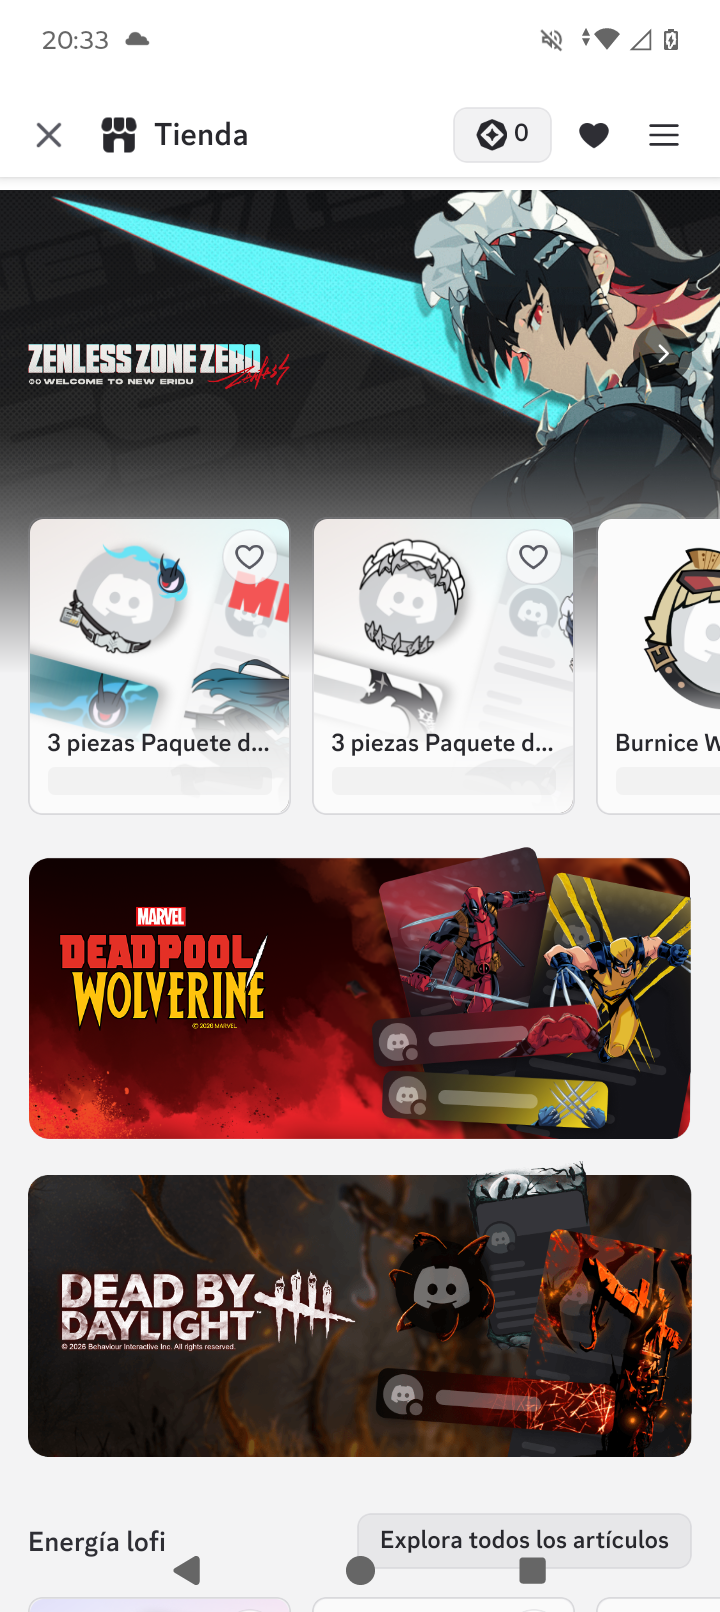 20:33
Tienda
0
ZENLESS ZONE ZERO
WELCOME TO NEW ERIDU
Zenless
3 piezas Paquete d...
3 piezas Paquete d...
Burnice W
MARVEL
DEADPOOL
WOLVERINE
© 2026 MARVEL
DEAD BY
DAYLIGHT™
© 2026 Behaviour Interactive Inc. All rights reserved.
Energía lofi
Explora todos los artículos